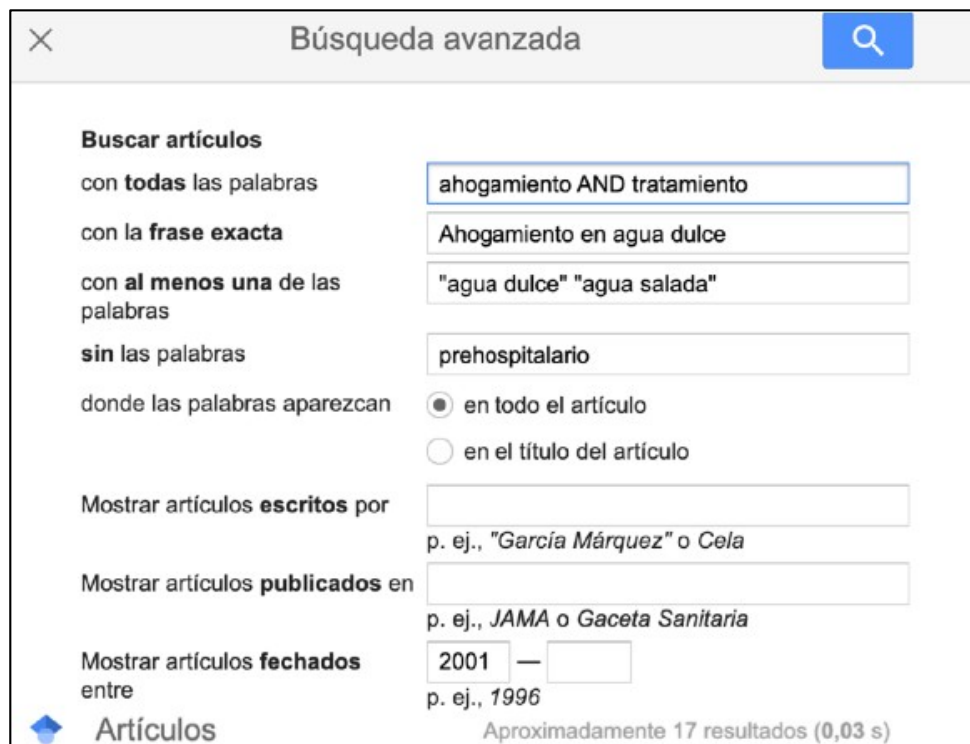 Búsqueda avanzada
Buscar artículos
con todas las palabras
ahogamiento AND tratamiento
con la frase exacta
Ahogamiento en agua dulce
con al menos una de las
palabras
"agua dulce" "agua salada"
sin las palabras
prehospitalario
donde las palabras aparezcan
en todo el artículo
en el título del artículo
Mostrar artículos escritos por
p. ej., "García Márquez" o Cela
Mostrar artículos publicados en
p. ej., JAMA o Gaceta Sanitaria
Mostrar artículos fechados
entre
2001 —
p. ej., 1996
Artículos
Aproximadamente 17 resultados (0,03 s)